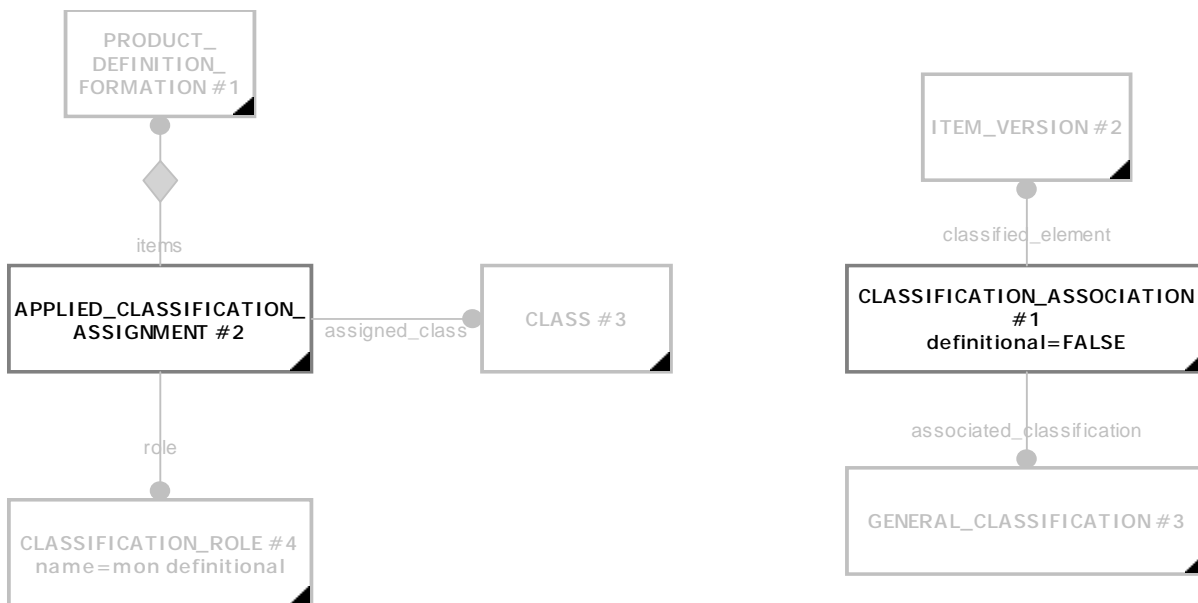 PRODUCT_
DEFINITION_
FORMATION #1
items
APPLIED_CLASSIFICATION_
ASSIGNMENT #2
assigned_class
CLASS #3
role
CLASSIFICATION_ROLE #4
name=mon definitional
ITEM_VERSION #2
classified_element
CLASSIFICATION_ASSOCIATION
#1
definitional=FALSE
associated_classification
GENERAL_CLASSIFICATION #3